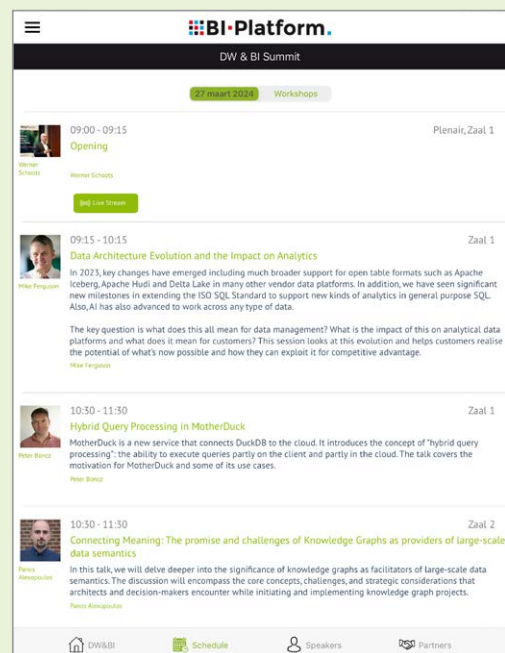 BI-Platform.
DW & BI Summit
27 maart 2024 Workshops
09:00 - 09:15 Plenair, Zaal 1
Opening
Werner Schoots
Werner
Schoots
Live Stream
09:15 - 10:15 Zaal 1
Data Architecture Evolution and the Impact on Analytics
Mike Ferguson
In 2023, key changes have emerged including much broader support for open table formats such as Apache
Iceberg, Apache Hudi and Delta Lake in many other vendor data platforms. In addition, we have seen significant
new milestones in extending the ISO SQL Standard to support new kinds of analytics in general purpose SQL.
Also, AI has also advanced to work across any type of data.
The key question is what does this all mean for data management? What is the impact of this on analytical data
platforms and what does it mean for customers? This session looks at this evolution and helps customers realise
the potential of what's now possible and how they can exploit it for competitive advantage.
Mike Ferguson
10:30 - 11:30 Zaal 1
Hybrid Query Processing in MotherDuck
Peter Boncz
MotherDuck is a new service that connects DuckDB to the cloud. It introduces the concept of "hybrid query
processing": the ability to execute queries partly on the client and partly in the cloud. The talk covers the
motivation for MotherDuck and some of its use cases.
Peter Boncz
10:30 - 11:30 Zaal 2
Connecting Meaning: The promise and challenges of Knowledge Graphs as providers of large-scale
data semantics
Panos
Alexopoulos
In this talk, we will delve deeper into the significance of knowledge graphs as facilitators of large-scale data
semantics. The discussion will encompass the core concepts, challenges, and strategic considerations that
architects and decision-makers encounter while initiating and implementing knowledge graph projects.
Panos Alexopoulos
DW&BI Schedule Speakers Partners